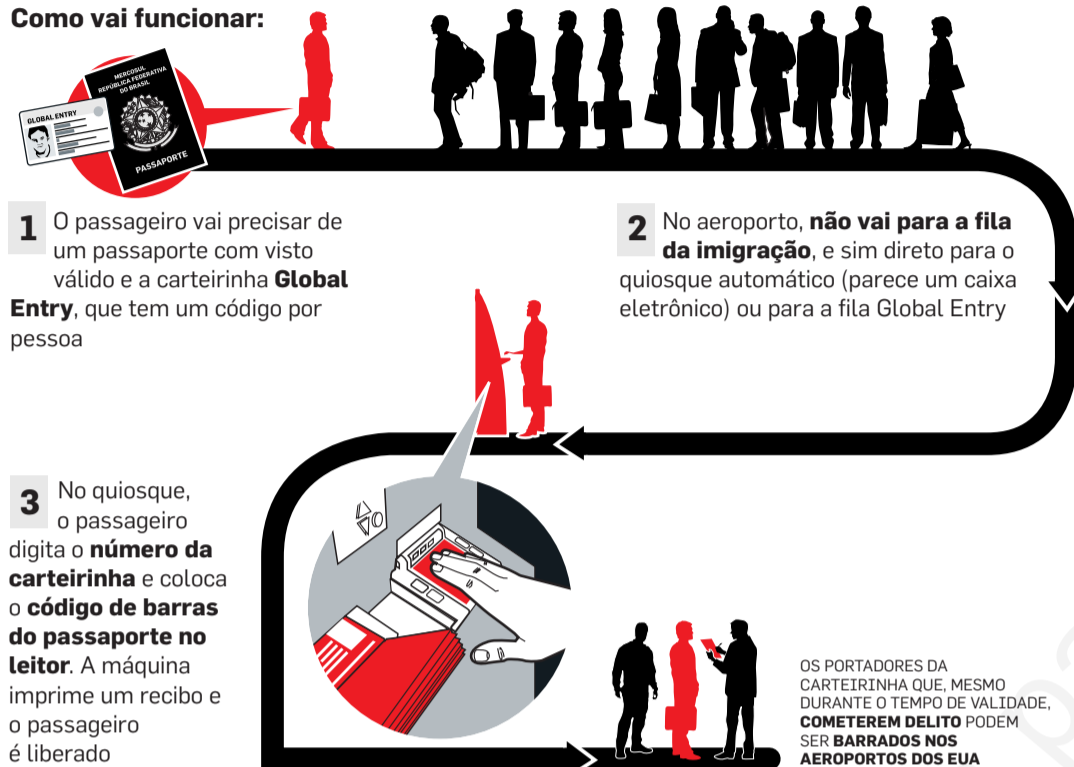 Como vai funcionar:
MERCOSUL
REPÚBLICA FEDERATIVA
DO BRASIL
GLOBAL ENTRY
PASSAPORTE
1 O passageiro vai precisar de
um passaporte com visto
válido e a carteirinha Global
Entry, que tem um código por
pessoa
2 No aeroporto, não vai para a fila
da imigração, e sim direto para o
quiosque automático (parece um caixa
eletrônico) ou para a fila Global Entry
3 No quiosque,
o passageiro
digita o número da
carteirinha e coloca
o código de barras
do passaporte no
leitor. A máquina
imprime um recibo e
o passageiro
é liberado
OS PORTADORES DA
CARTEIRINHA QUE, MESMO
DURANTE O TEMPO DE VALIDADE,
COMETEREM DELITO PODEM
SER BARRADOS NOS
AEROPORTOS DOS EUA